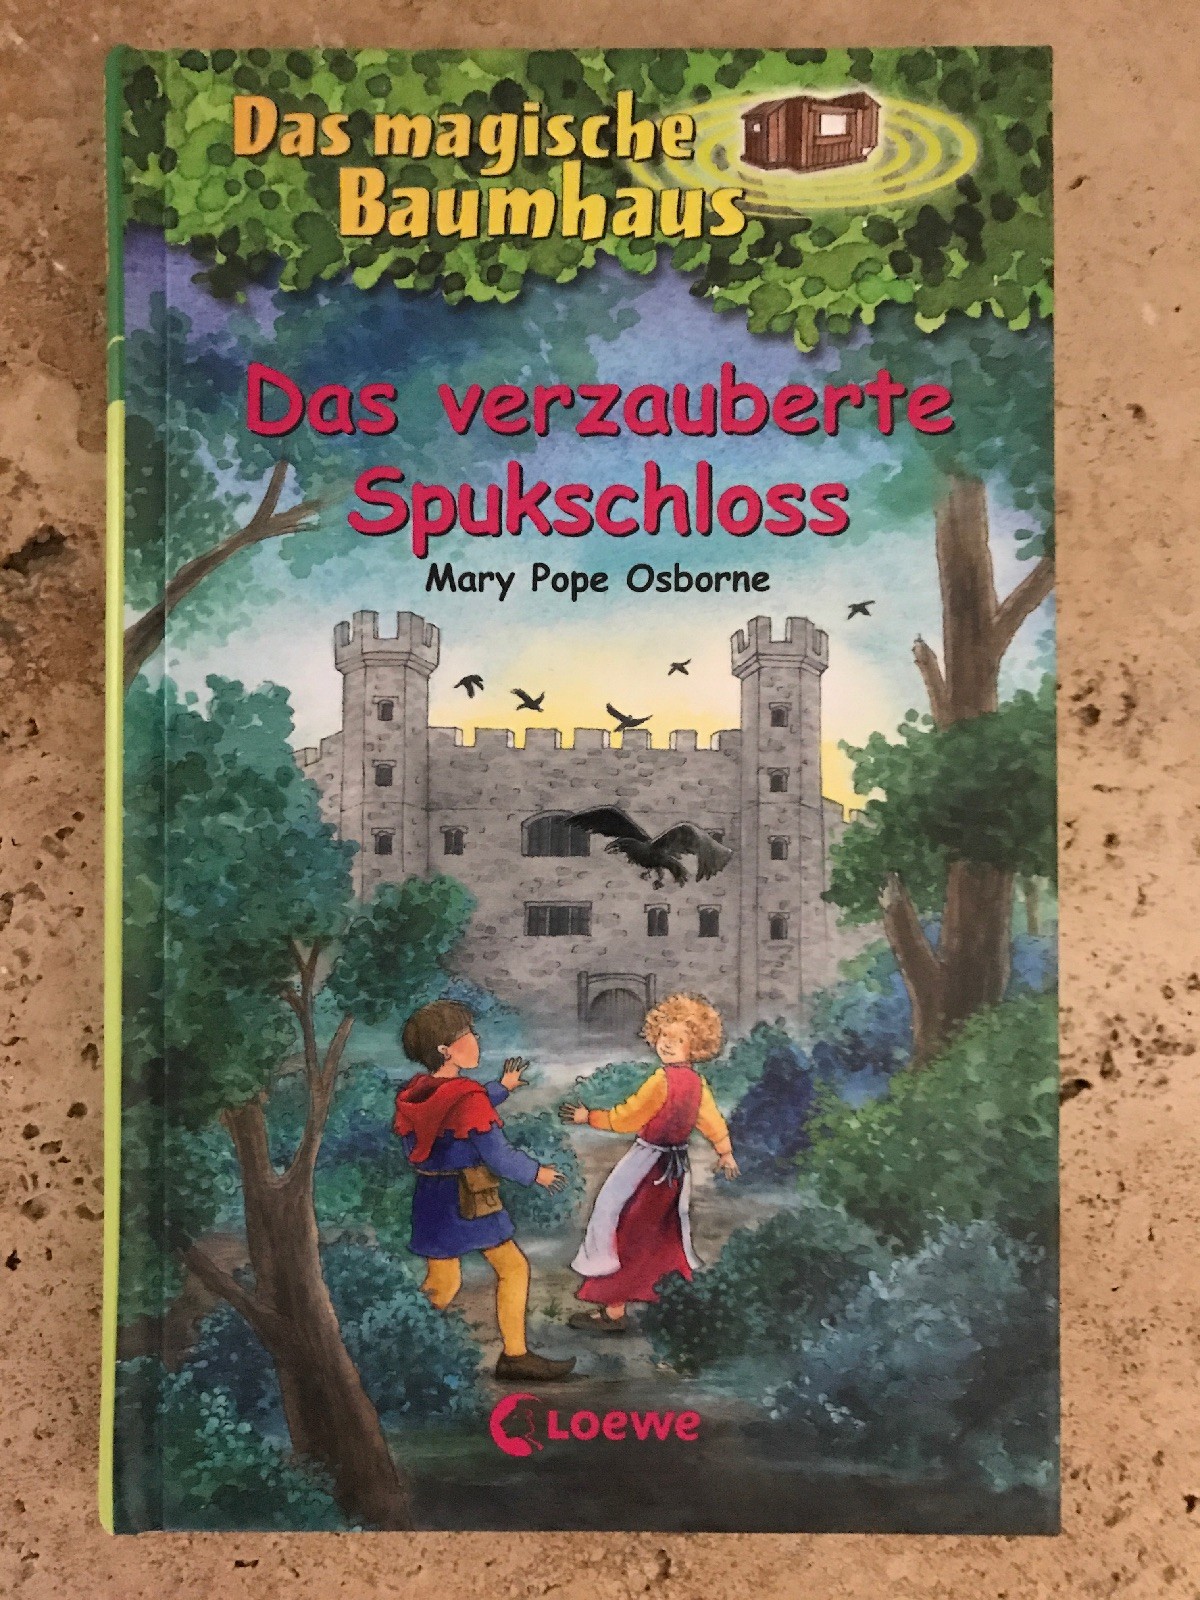 Das magische
Baumhaus
Das verzauberte
Spukschloss
Mary Pope Osborne
Loewe